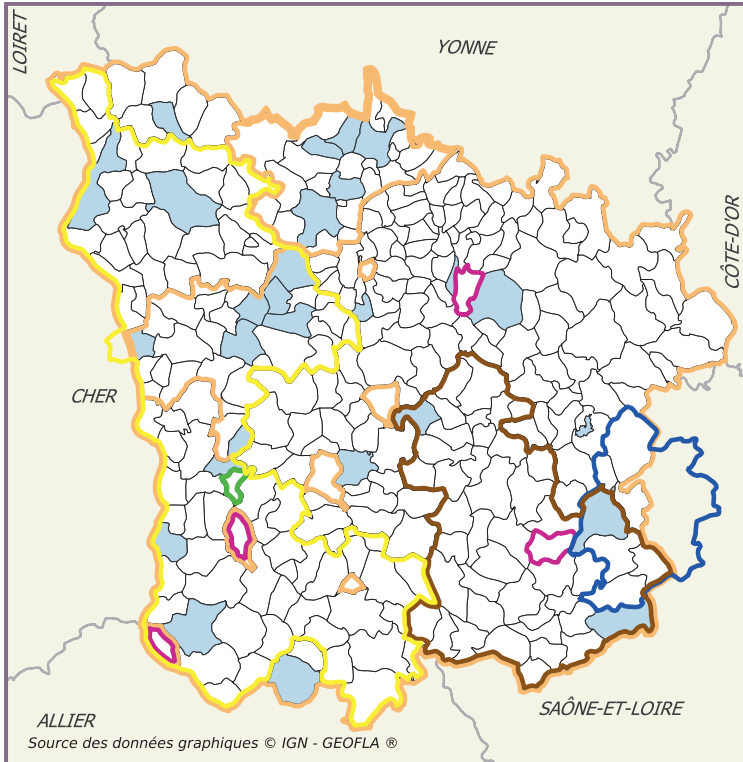 LOIRET
YONNE
CÔTE-D'OR
CHER
ALLIER
SAÔNE-ET-LOIRE
Source des données graphiques © IGN - GEOFLA ®